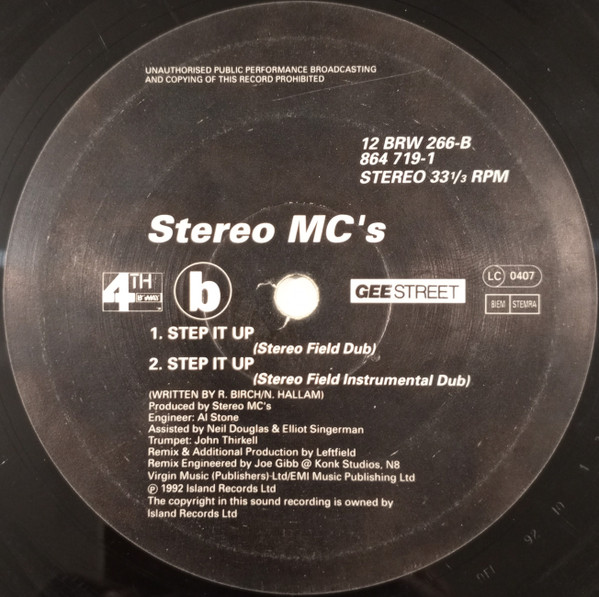 UNAUTHORISED PUBLIC PERFORMANCE BROADCASTING
AND COPYING OF THIS RECORD PROHIBITED
12 BRW 266-B
864 719-1
STEREO 33 1/3 RPM
Stereo MC's
4TH
B'WAY
b
GEE STREET
LC 0407
BIEM STEMRA
1. STEP IT UP
(Stereo Field Dub)
2. STEP IT UP
(Stereo Field Instrumental Dub)
(WRITTEN BY R. BIRCH/N. HALLAM)
Produced by Stereo MC's
Engineer: Al Stone
Assisted by Neil Douglas & Elliot Singerman
Trumpet: John Thirkell
Remix & Additional Production by Leftfield
Remix Engineered by Joe Gibb @ Konk Studios, N8
Virgin Music (Publishers) Ltd/EMI Music Publishing Ltd
℗ 1992 Island Records Ltd
The copyright in this sound recording is owned by
Island Records Ltd